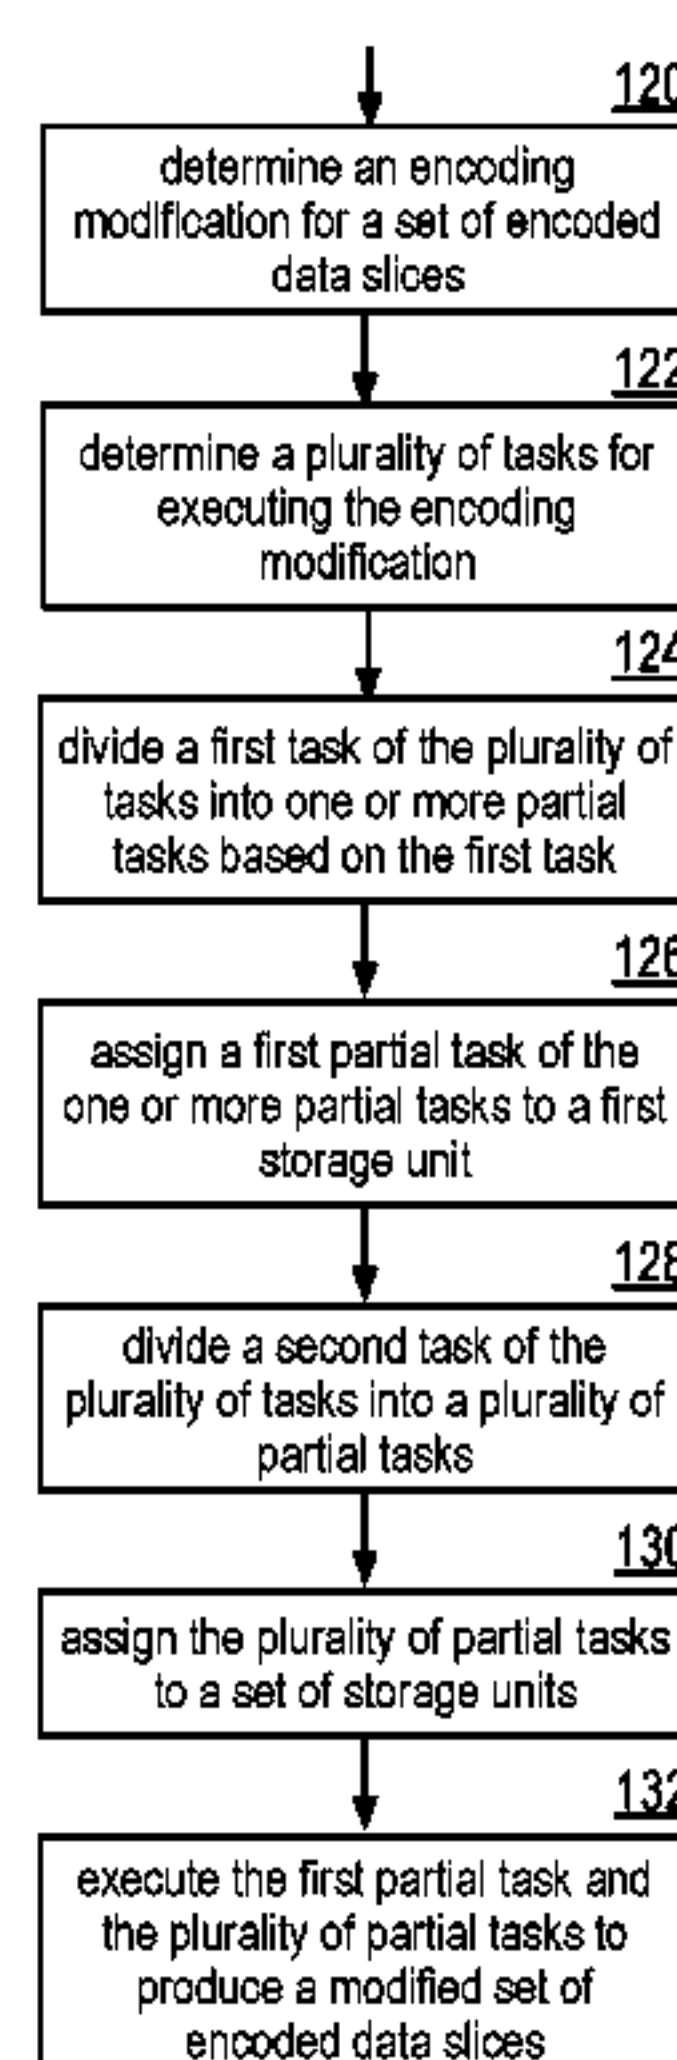 120
determine an encoding
modification for a set of encoded
data slices
122
determine a plurality of tasks for
executing the encoding
modification
124
divide a first task of the plurality of
tasks into one or more partial
tasks based on the first task
126
assign a first partial task of the
one or more partial tasks to a first
storage unit
128
divide a second task of the
plurality of tasks into a plurality of
partial tasks
130
assign the plurality of partial tasks
to a set of storage units
132
execute the first partial task and
the plurality of partial tasks to
produce a modified set of
encoded data slices